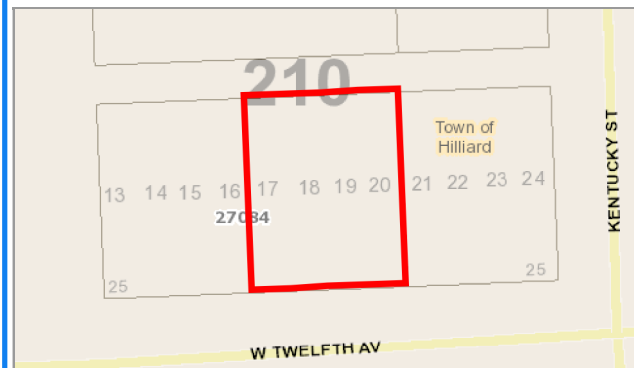 210
Town of
Hilliard
13 14 15 16 17 18 19 20 21 22 23 24
27084
25
25
KENTUCKY ST
W TWELFTH AV